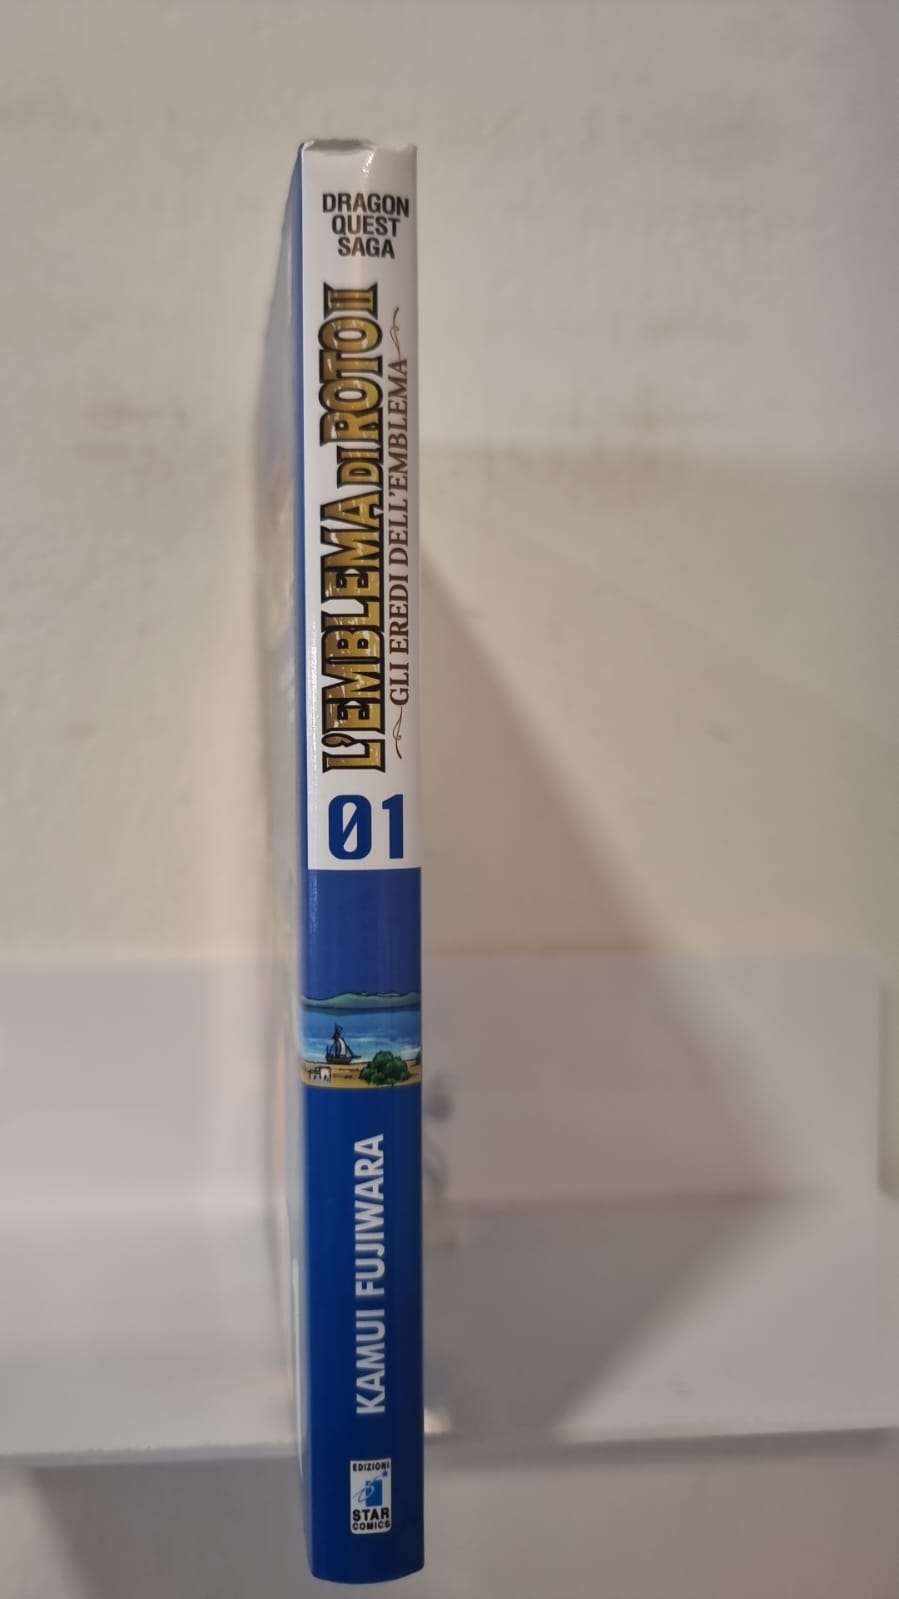 DRAGON
QUEST
SAGA
L'EMBLEMA DI ROTO II
GLI EREDI DELL'EMBLEMA
01
KAMUI FUJIWARA
EDIZIONI
STAR
COMICS